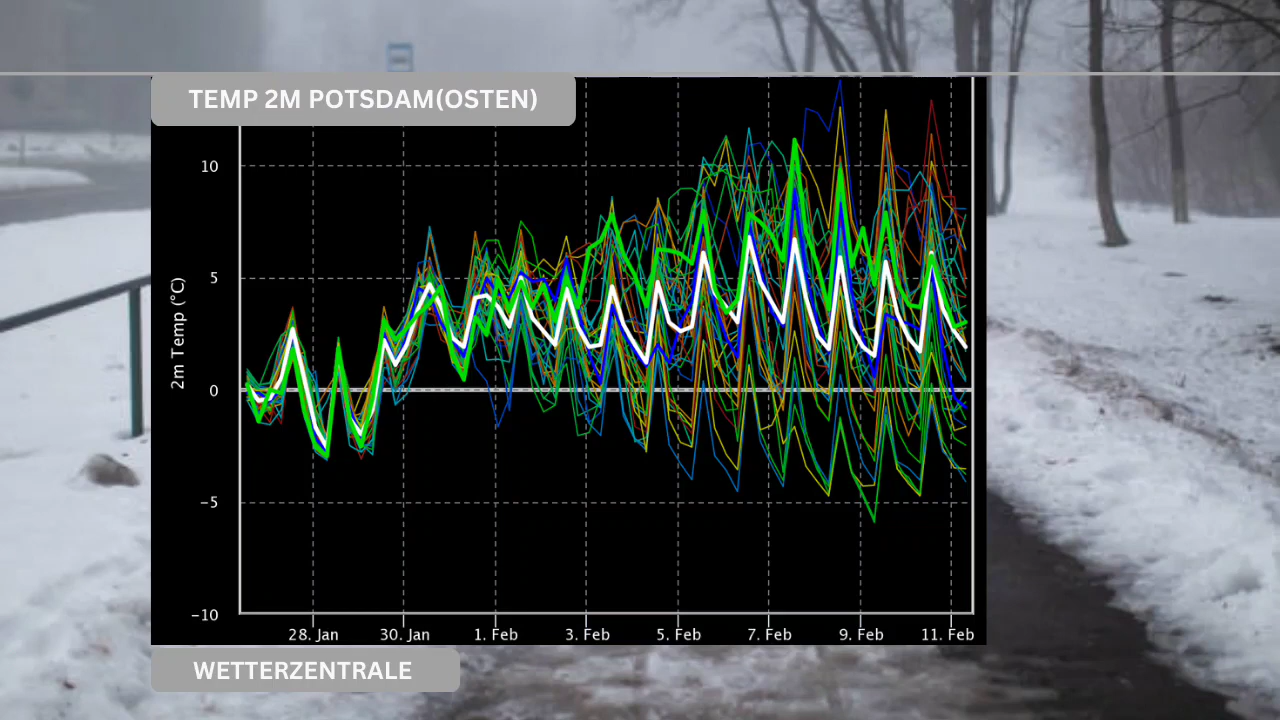 TEMP 2M POTSDAM(OSTEN)
10
5
0
−5
−10
2m Temp (°C)
28. Jan 30. Jan 1. Feb 3. Feb 5. Feb 7. Feb 9. Feb 11. Feb
WETTERZENTRALE